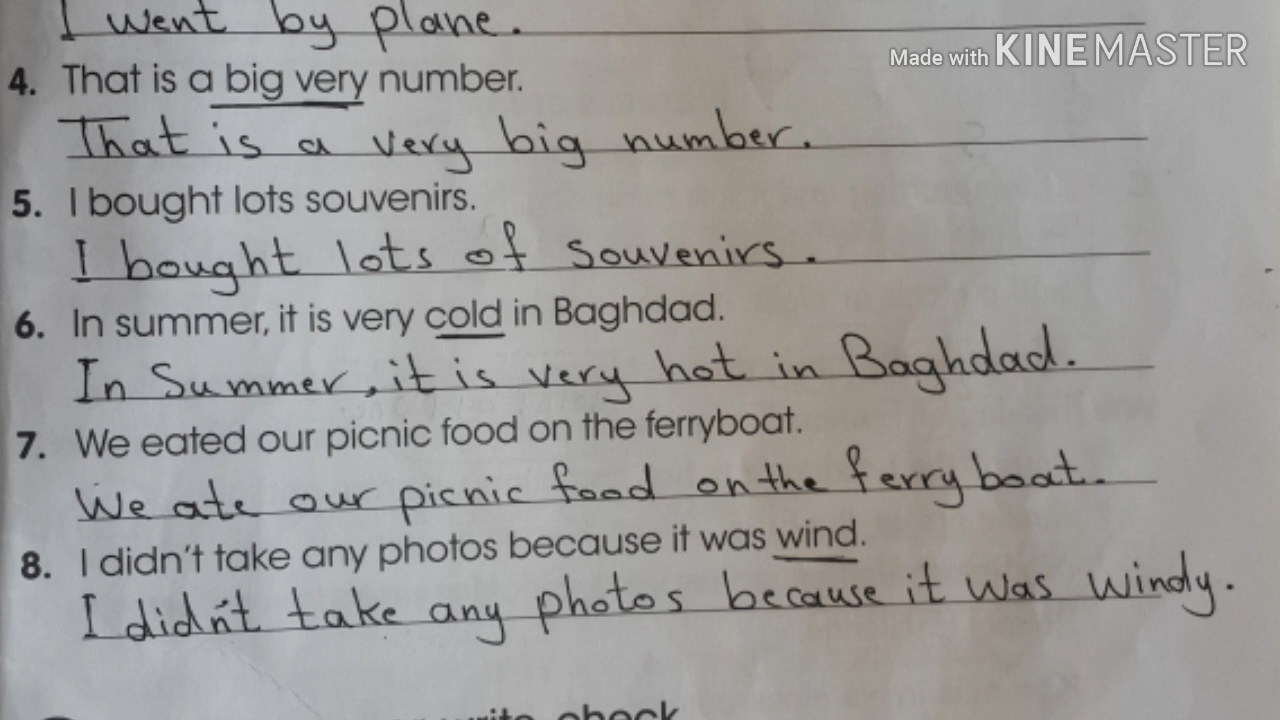 I went by plane.
Made with KINEMASTER
4. That is a big very number.
That is a very big number.
5. I bought lots souvenirs.
I bought lots of souvenirs.
6. In summer, it is very cold in Baghdad.
In Summer, it is very hot in Baghdad.
7. We eated our picnic food on the ferryboat.
We ate our picnic food on the ferry boat.
8. I didn't take any photos because it was wind.
I didn't take any photos because it was windy.
write, check